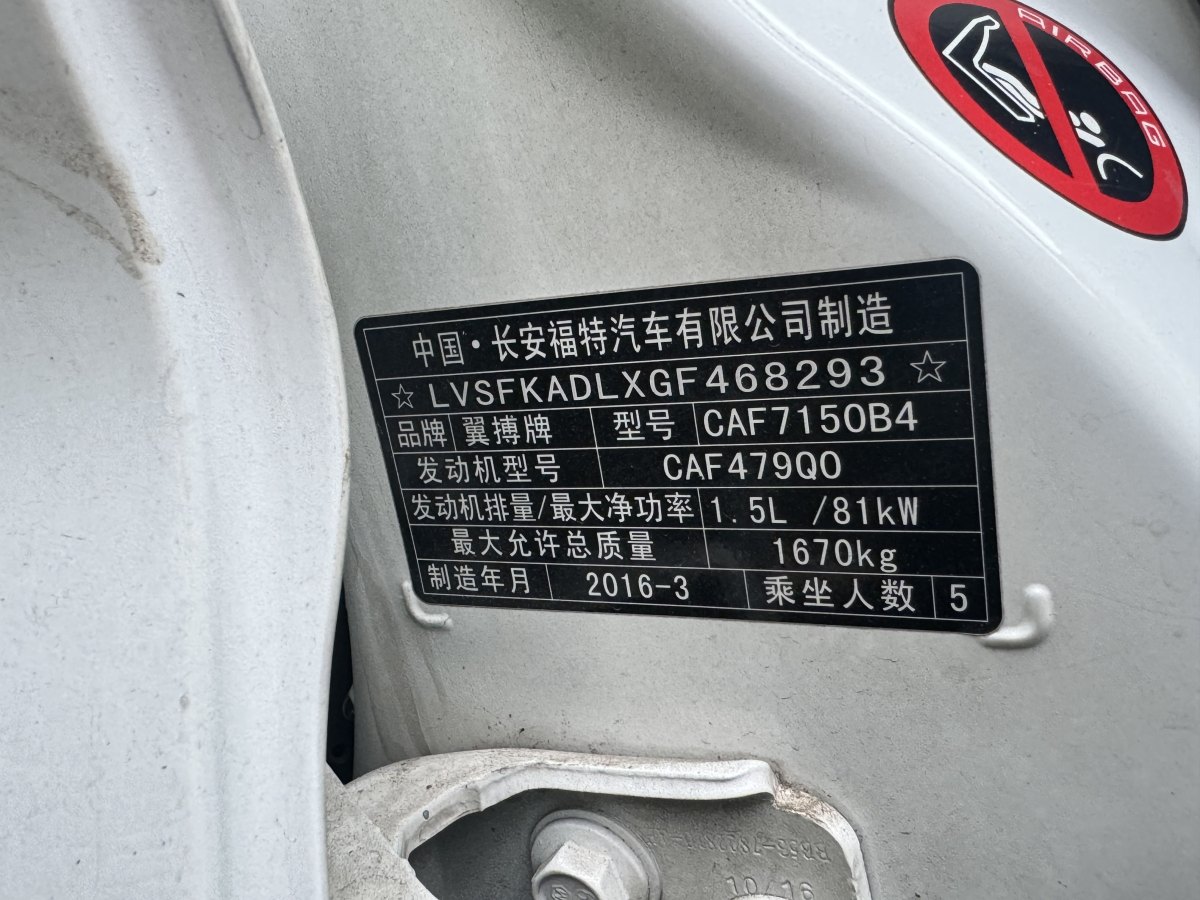 AIRBAG
中国·长安福特汽车有限公司制造
☆ LVSFKADLXGF468293 ☆
品牌 翼搏牌 型号 CAF7150B4
发动机型号 CAF479Q0
发动机排量/最大净功率 1.5L /81kW
最大允许总质量 1670kg
制造年月 2016-3 乘坐人数 5
10/16